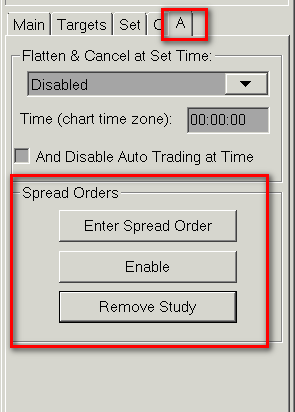 Main Targets Set C A
Flatten & Cancel at Set Time:
Disabled
Time (chart time zone): 00:00:00
And Disable Auto Trading at Time
Spread Orders
Enter Spread Order
Enable
Remove Study